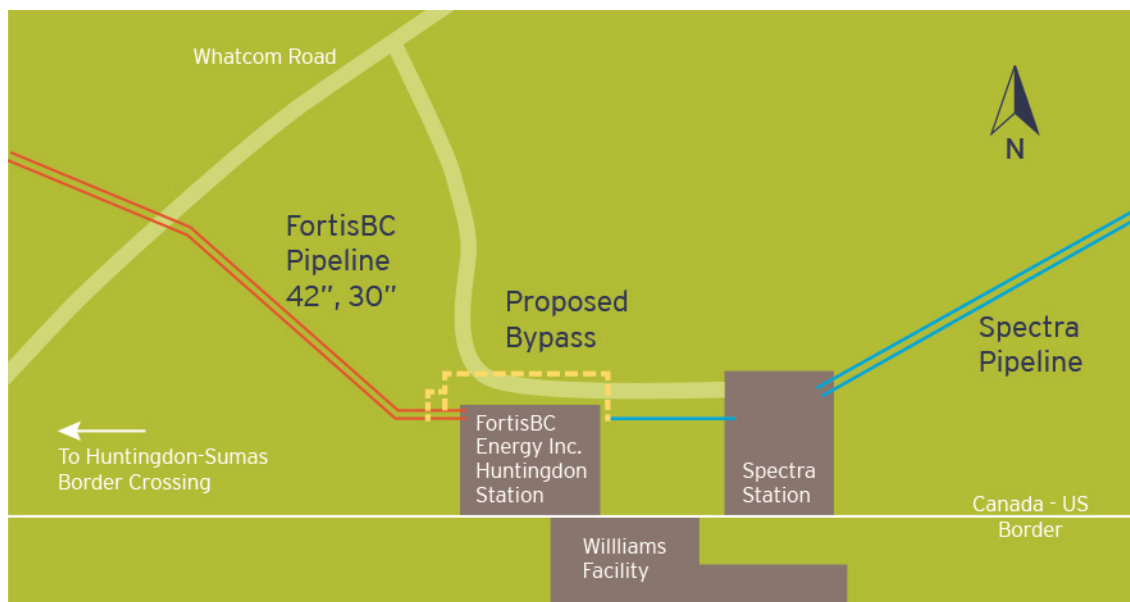 Whatcom Road
N
FortisBC
Pipeline
42”, 30”
Proposed
Bypass
Spectra
Pipeline
To Huntingdon-Sumas
Border Crossing
FortisBC
Energy Inc.
Huntingdon
Station
Spectra
Station
Canada - US
Border
Willliams
Facility